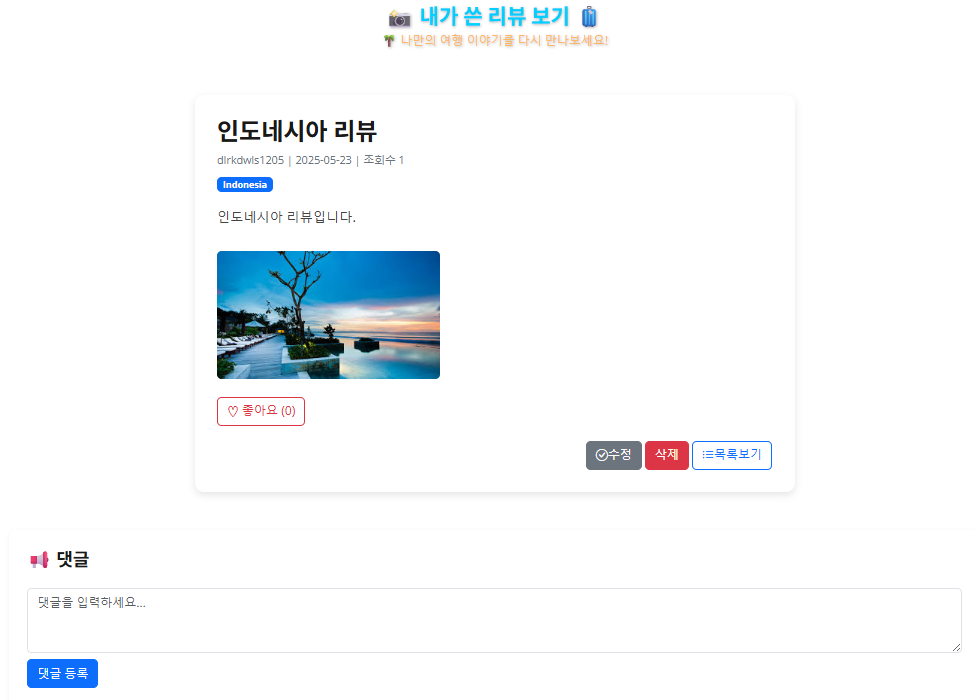 내가 쓴 리뷰 보기
나만의 여행 이야기를 다시 만나보세요!
인도네시아 리뷰
dlrkdwls1205 | 2025-05-23 | 조회수 1
Indonesia
인도네시아 리뷰입니다.
♡ 좋아요 (0)
수정 삭제 목록보기
댓글
댓글을 입력하세요...
댓글 등록